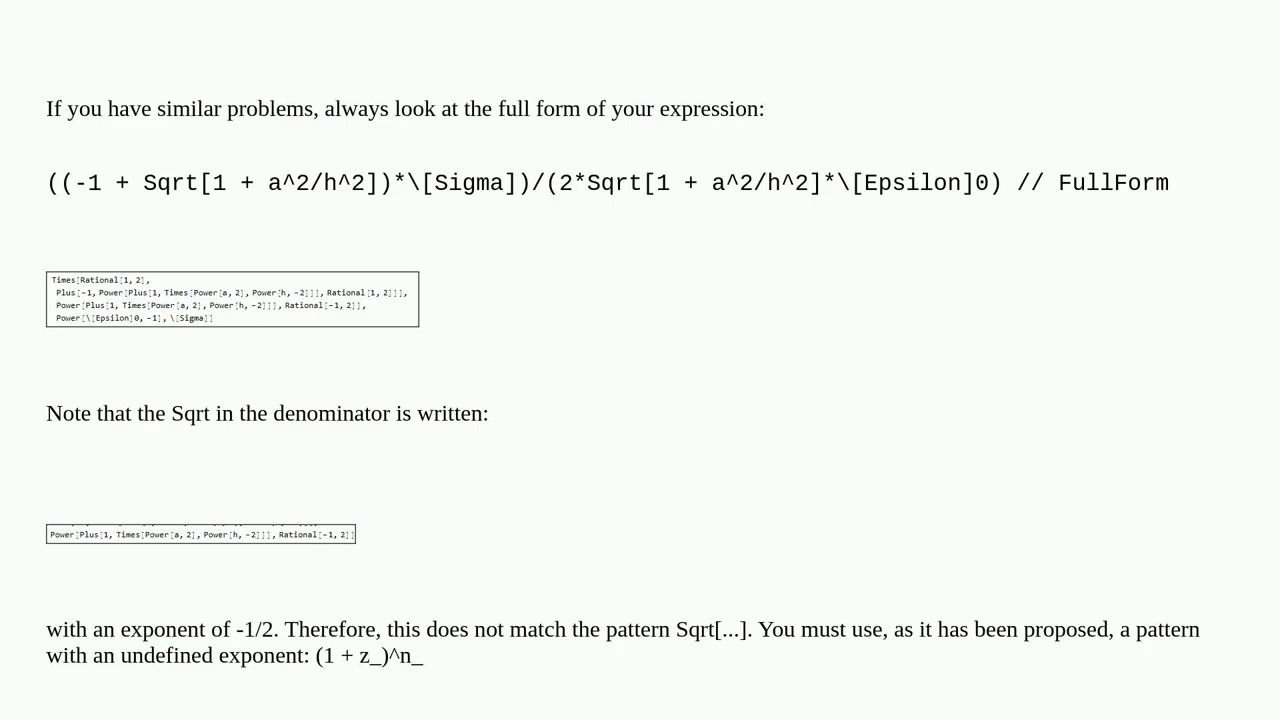 If you have similar problems, always look at the full form of your expression:
((-1 + Sqrt[1 + a^2/h^2])*\[Sigma])/(2*Sqrt[1 + a^2/h^2]*\[Epsilon]0) // FullForm
Times[Rational[1, 2],
Plus[-1, Power[Plus[1, Times[Power[a, 2], Power[h, -2]]], Rational[1, 2]]],
Power[Plus[1, Times[Power[a, 2], Power[h, -2]]], Rational[-1, 2]],
Power[\[Epsilon]0, -1], \[Sigma]]
Note that the Sqrt in the denominator is written:
Power[Plus[1, Times[Power[a, 2], Power[h, -2]]], Rational[-1, 2]]
with an exponent of -1/2. Therefore, this does not match the pattern Sqrt[...]. You must use, as it has been proposed, a pattern
with an undefined exponent: (1 + z_)^n_